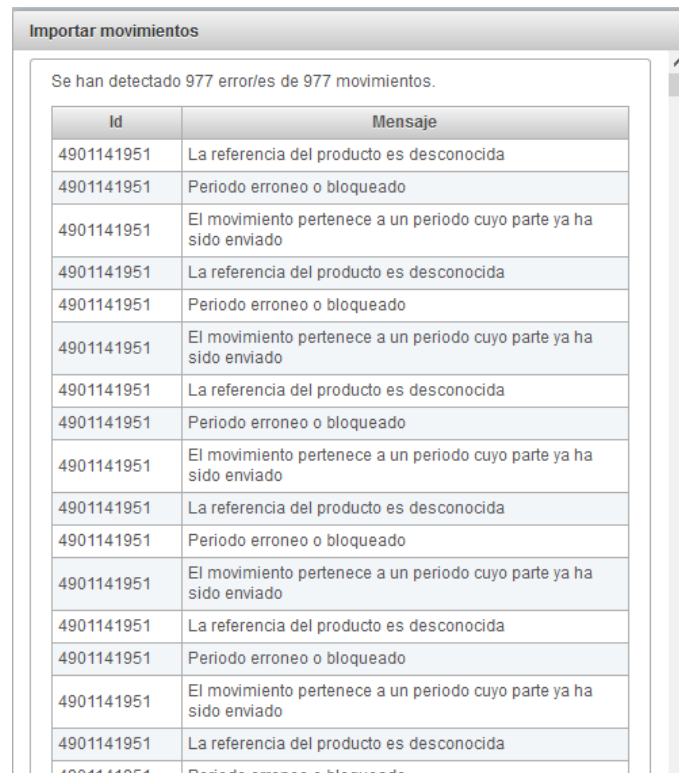 Importar movimientos
Se han detectado 977 error/es de 977 movimientos.
Id Mensaje
4901141951 La referencia del producto es desconocida
4901141951 Periodo erroneo o bloqueado
4901141951 El movimiento pertenece a un periodo cuyo parte ya ha
sido enviado
4901141951 La referencia del producto es desconocida
4901141951 Periodo erroneo o bloqueado
4901141951 El movimiento pertenece a un periodo cuyo parte ya ha
sido enviado
4901141951 La referencia del producto es desconocida
4901141951 Periodo erroneo o bloqueado
4901141951 El movimiento pertenece a un periodo cuyo parte ya ha
sido enviado
4901141951 La referencia del producto es desconocida
4901141951 Periodo erroneo o bloqueado
4901141951 El movimiento pertenece a un periodo cuyo parte ya ha
sido enviado
4901141951 La referencia del producto es desconocida
4901141951 Periodo erroneo o bloqueado
4901141951 El movimiento pertenece a un periodo cuyo parte ya ha
sido enviado
4901141951 La referencia del producto es desconocida
4901141951 Periodo erroneo o bloqueado